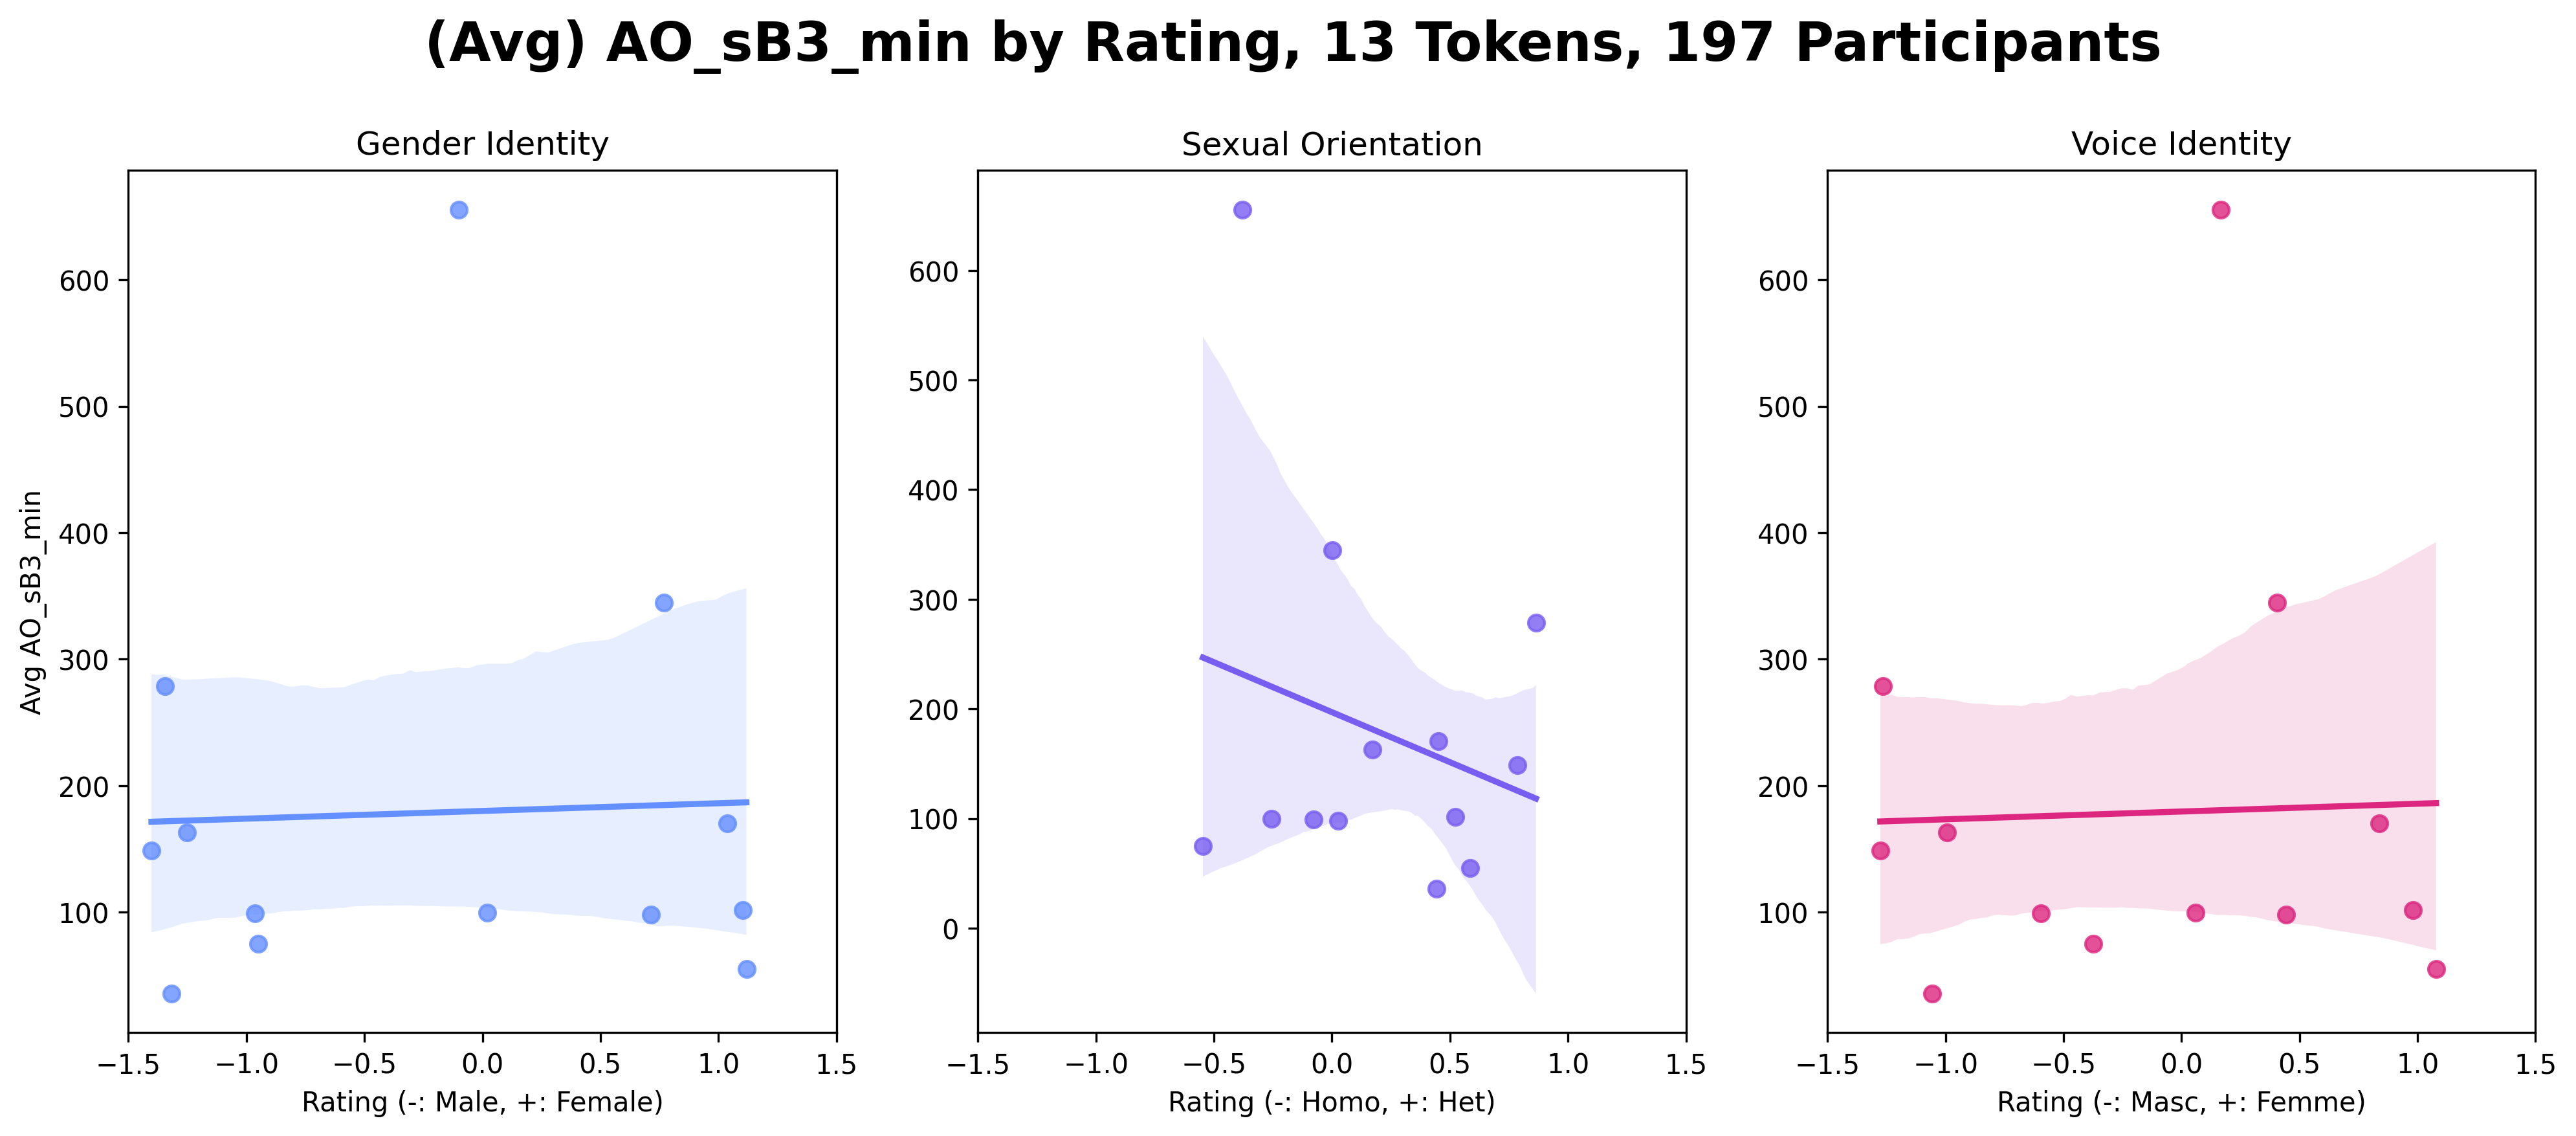 (Avg) AO_sB3_min by Rating, 13 Tokens, 197 Participants
Gender Identity
Avg AO_sB3_min
600
500
400
300
200
100
−1.5 −1.0 −0.5 0.0 0.5 1.0 1.5
Rating (-: Male, +: Female)
Sexual Orientation
600
500
400
300
200
100
0
−1.5 −1.0 −0.5 0.0 0.5 1.0 1.5
Rating (-: Homo, +: Het)
Voice Identity
600
500
400
300
200
100
−1.5 −1.0 −0.5 0.0 0.5 1.0 1.5
Rating (-: Masc, +: Femme)